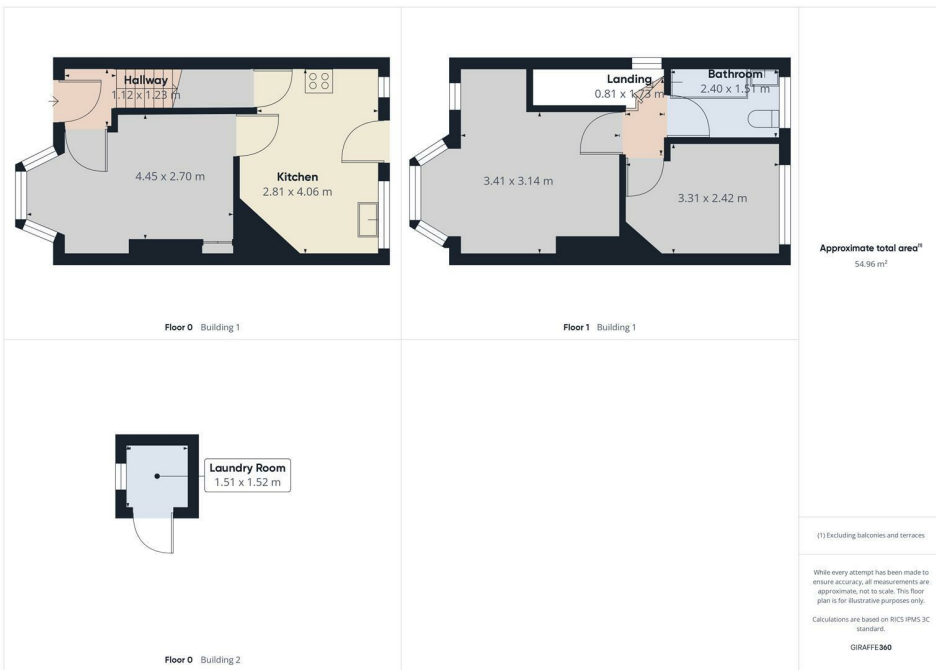 Hallway
1.12 x 1.23 m
4.45 x 2.70 m
Kitchen
2.81 x 4.06 m
Floor 0 Building 1
Landing
0.81 x 1.73 m
Bathroom
2.40 x 1.51 m
3.41 x 3.14 m
3.31 x 2.42 m
Floor 1 Building 1
Laundry Room
1.51 x 1.52 m
Floor 0 Building 2
Approximate total area⁽¹⁾
54.96 m²
(1) Excluding balconies and terraces
While every attempt has been made to
ensure accuracy, all measurements are
approximate, not to scale. This floor
plan is for illustrative purposes only.
Calculations are based on RICS IPMS 3C
standard.
GIRAFFE360